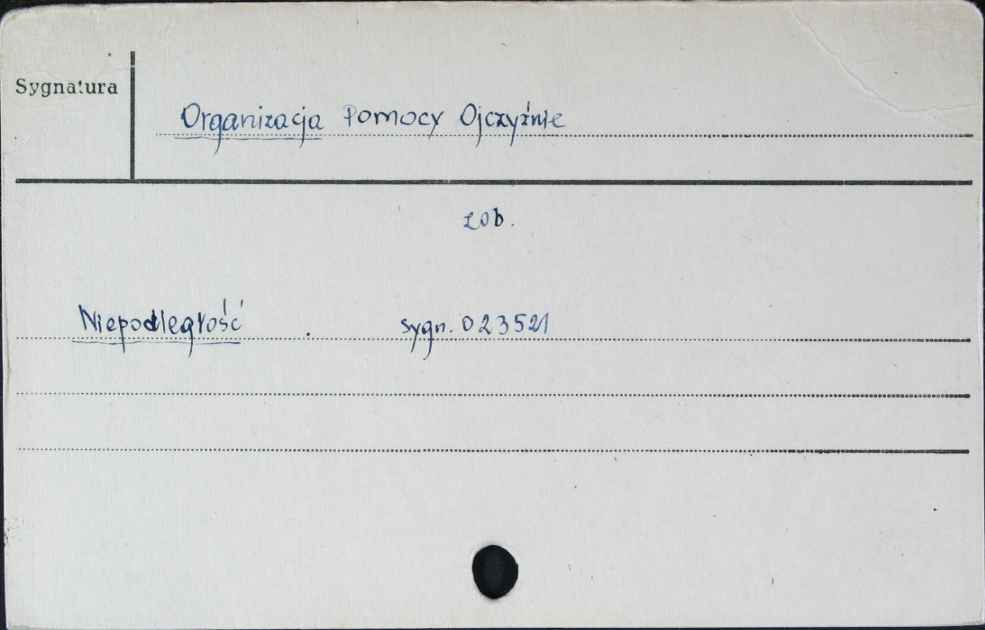 Sygnatura
Organizacja Pomocy Ojczyźnie
zob.
Niepodległość . sygn. 023521